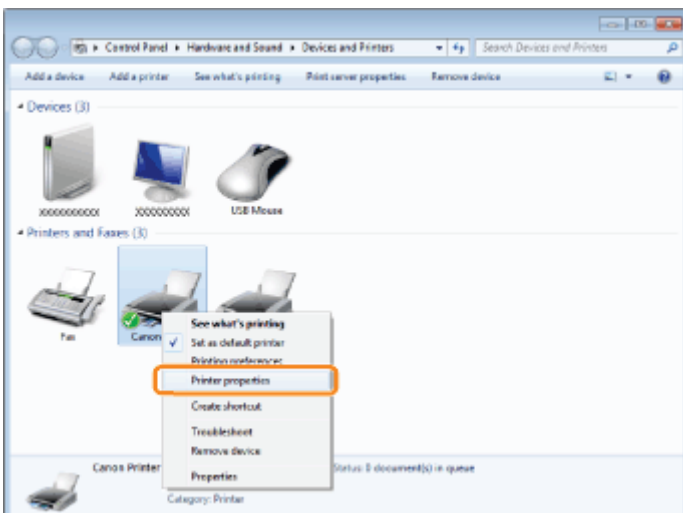 Control Panel ▸ Hardware and Sound ▸ Devices and Printers
Search Devices and Printers
Add a device Add a printer See what's printing Print server properties Remove device
Devices (3)
XXXXXXXXXX XXXXXXXXX USB Mouse
Printers and Faxes (3)
Fax Canon
See what's printing
Set as default printer
Printing preferences
Printer properties
Create shortcut
Troubleshoot
Remove device
Properties
Canon Printer Status: 0 document(s) in queue
Category: Printer